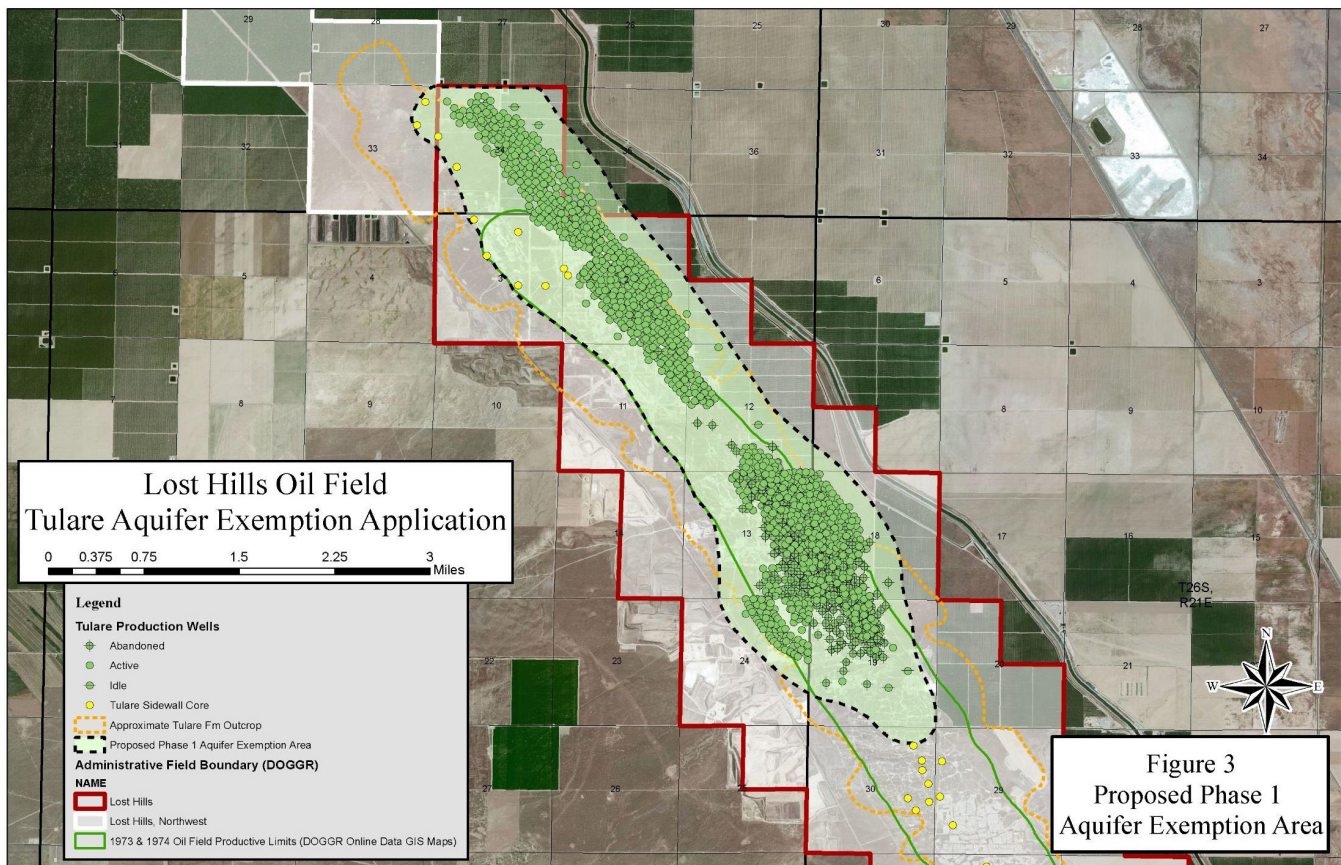 30 29 28 27 26 25 30 29 28 27
31 32 33 34 36 31 32 33 34
5 4 3 6 5 4
7 8 9 10 11 12 8 9 10
Lost Hills Oil Field
Tulare Aquifer Exemption Application
0 0.375 0.75 1.5 2.25 3
Miles
14 13 18 17 16 15
T26S,
R21E
22 23 24 19 20 21
27 26 30 29
Legend
Tulare Production Wells
Abandoned
Active
Idle
Tulare Sidewall Core
Approximate Tulare Fm Outcrop
Proposed Phase 1 Aquifer Exemption Area
Administrative Field Boundary (DOGGR)
NAME
Lost Hills
Lost Hills, Northwest
1973 & 1974 Oil Field Productive Limits (DOGGR Online Data GIS Maps)
N
W E
S
Figure 3
Proposed Phase 1
Aquifer Exemption Area